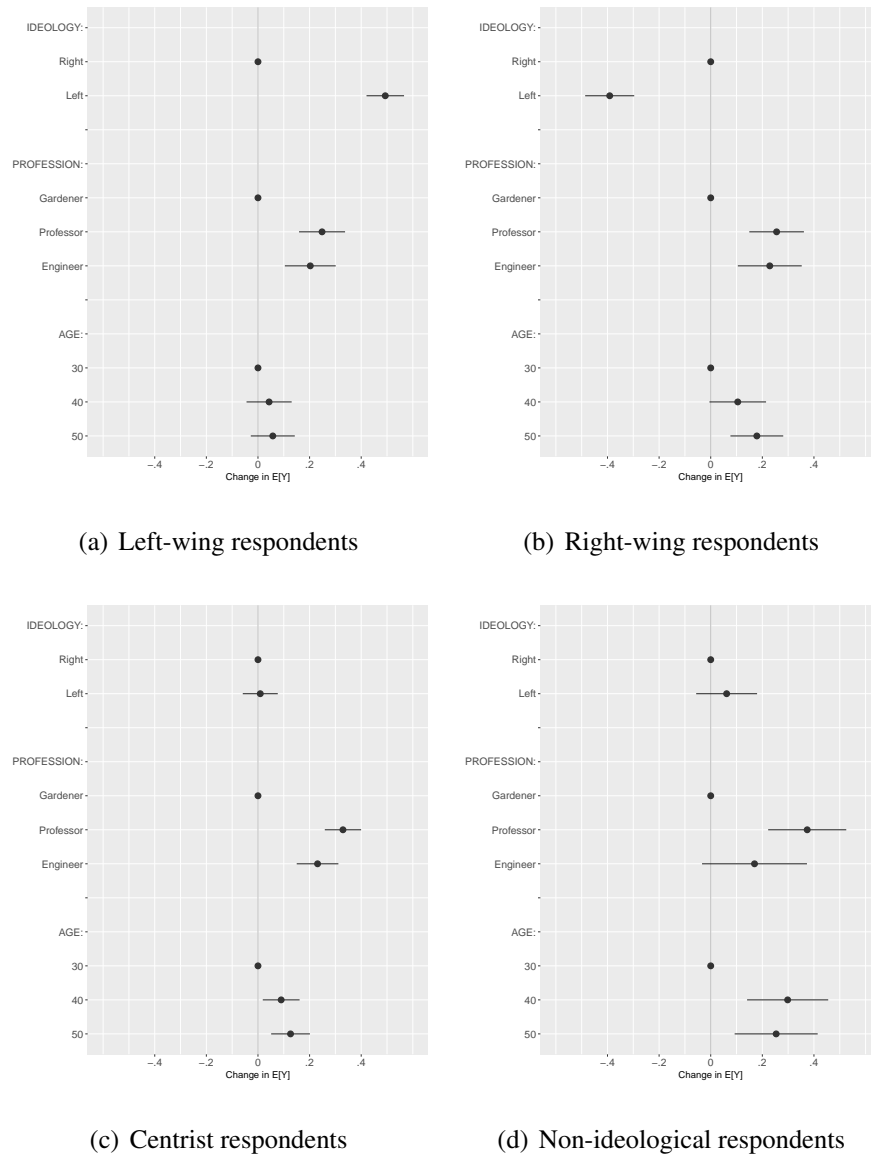 IDEOLOGY:
Right
Left
PROFESSION:
Gardener
Professor
Engineer
AGE:
30
40
50
−.4 −.2 0 .2 .4
Change in E[Y]
(a) Left-wing respondents
IDEOLOGY:
Right
Left
PROFESSION:
Gardener
Professor
Engineer
AGE:
30
40
50
−.4 −.2 0 .2 .4
Change in E[Y]
(b) Right-wing respondents
IDEOLOGY:
Right
Left
PROFESSION:
Gardener
Professor
Engineer
AGE:
30
40
50
−.4 −.2 0 .2 .4
Change in E[Y]
(c) Centrist respondents
IDEOLOGY:
Right
Left
PROFESSION:
Gardener
Professor
Engineer
AGE:
30
40
50
−.4 −.2 0 .2 .4
Change in E[Y]
(d) Non-ideological respondents